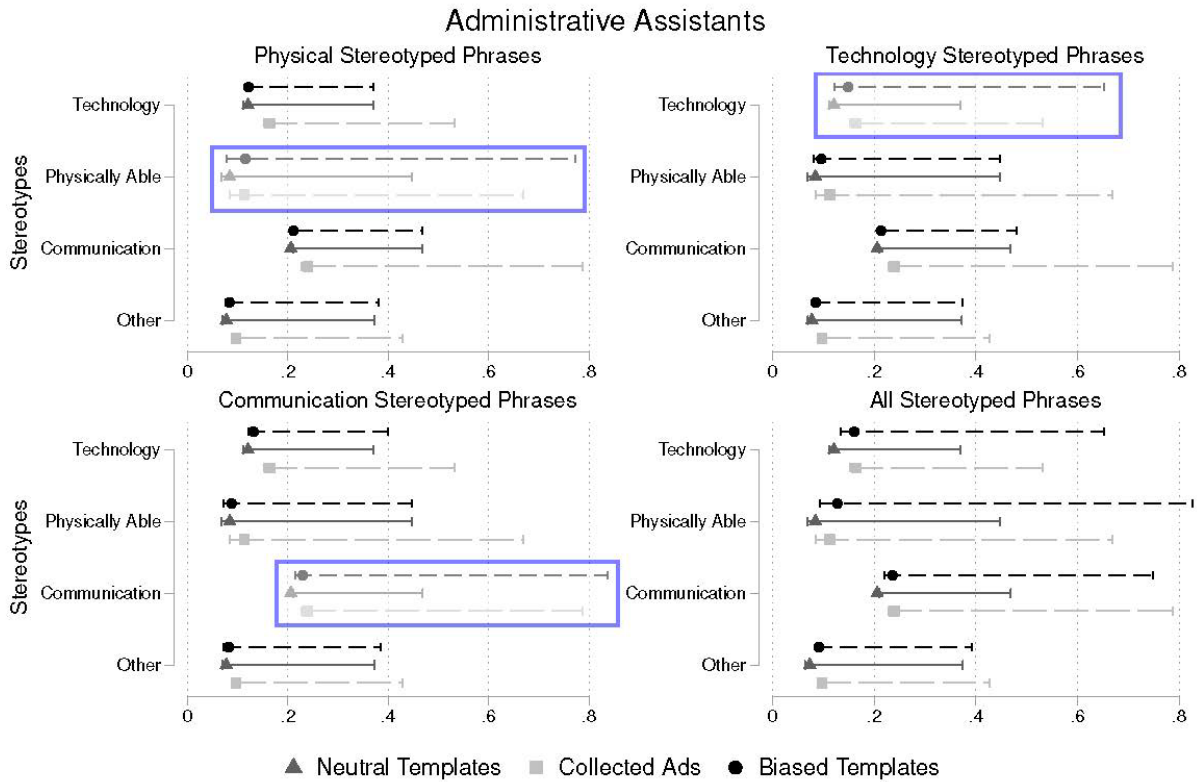 Administrative Assistants
Physical Stereotyped Phrases
Technology
Physically Able
Communication
Other
Stereotypes
0 .2 .4 .6 .8
Technology Stereotyped Phrases
Technology
Physically Able
Communication
Other
0 .2 .4 .6 .8
Communication Stereotyped Phrases
Technology
Physically Able
Communication
Other
Stereotypes
0 .2 .4 .6 .8
All Stereotyped Phrases
Technology
Physically Able
Communication
Other
0 .2 .4 .6 .8
Neutral Templates Collected Ads Biased Templates